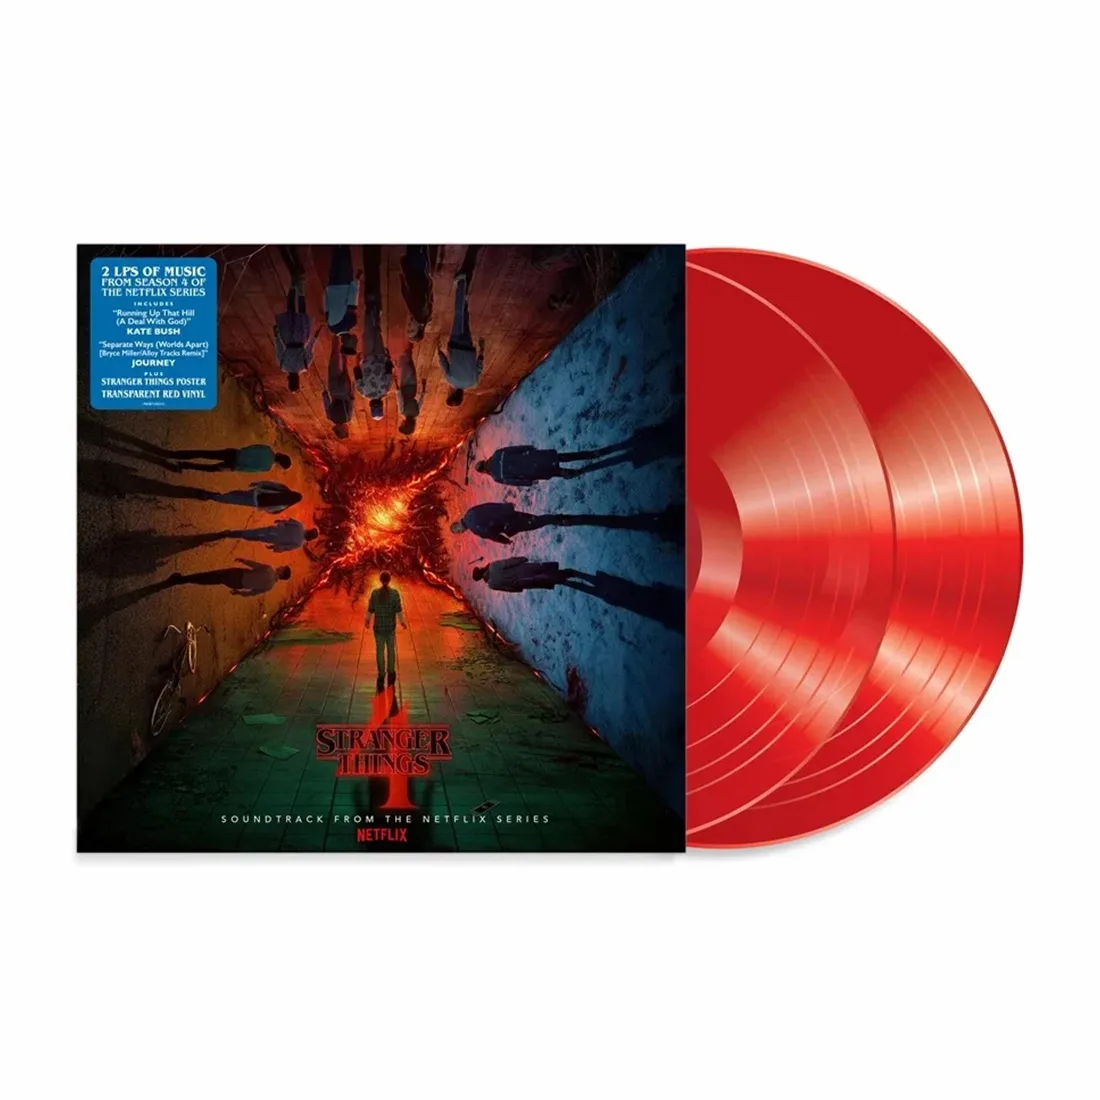 2 LPS OF MUSIC
FROM SEASON 4 OF
THE NETFLIX SERIES
INCLUDES
“Running Up That Hill
(A Deal With God)”
KATE BUSH
“Separate Ways (Worlds Apart)
[Bryce Miller/Alloy Tracks Remix]”
JOURNEY
PLUS
STRANGER THINGS POSTER
TRANSPARENT RED VINYL
4
STRANGER
THINGS
SOUNDTRACK FROM THE NETFLIX SERIES
NETFLIX